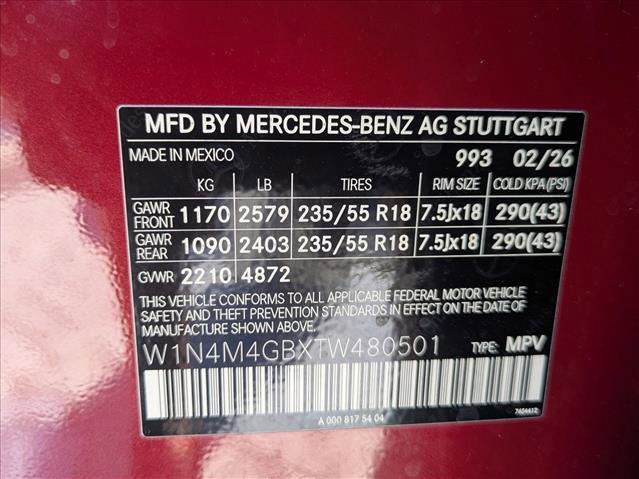 MFD BY MERCEDES-BENZ AG STUTTGART
MADE IN MEXICO 993 02/26
KG LB TIRES RIM SIZE COLD KPA(PSI)
GAWR FRONT 1170 2579 235/55 R18 7.5Jx18 290(43)
GAWR REAR 1090 2403 235/55 R18 7.5Jx18 290(43)
GVWR 2210 4872
THIS VEHICLE CONFORMS TO ALL APPLICABLE FEDERAL MOTOR VEHICLE
SAFETY AND THEFT PREVENTION STANDARDS IN EFFECT ON THE DATE OF
MANUFACTURE SHOWN ABOVE.
W1N4M4GBXTW480501 TYPE: MPV
A 000 817 54 04 7654412